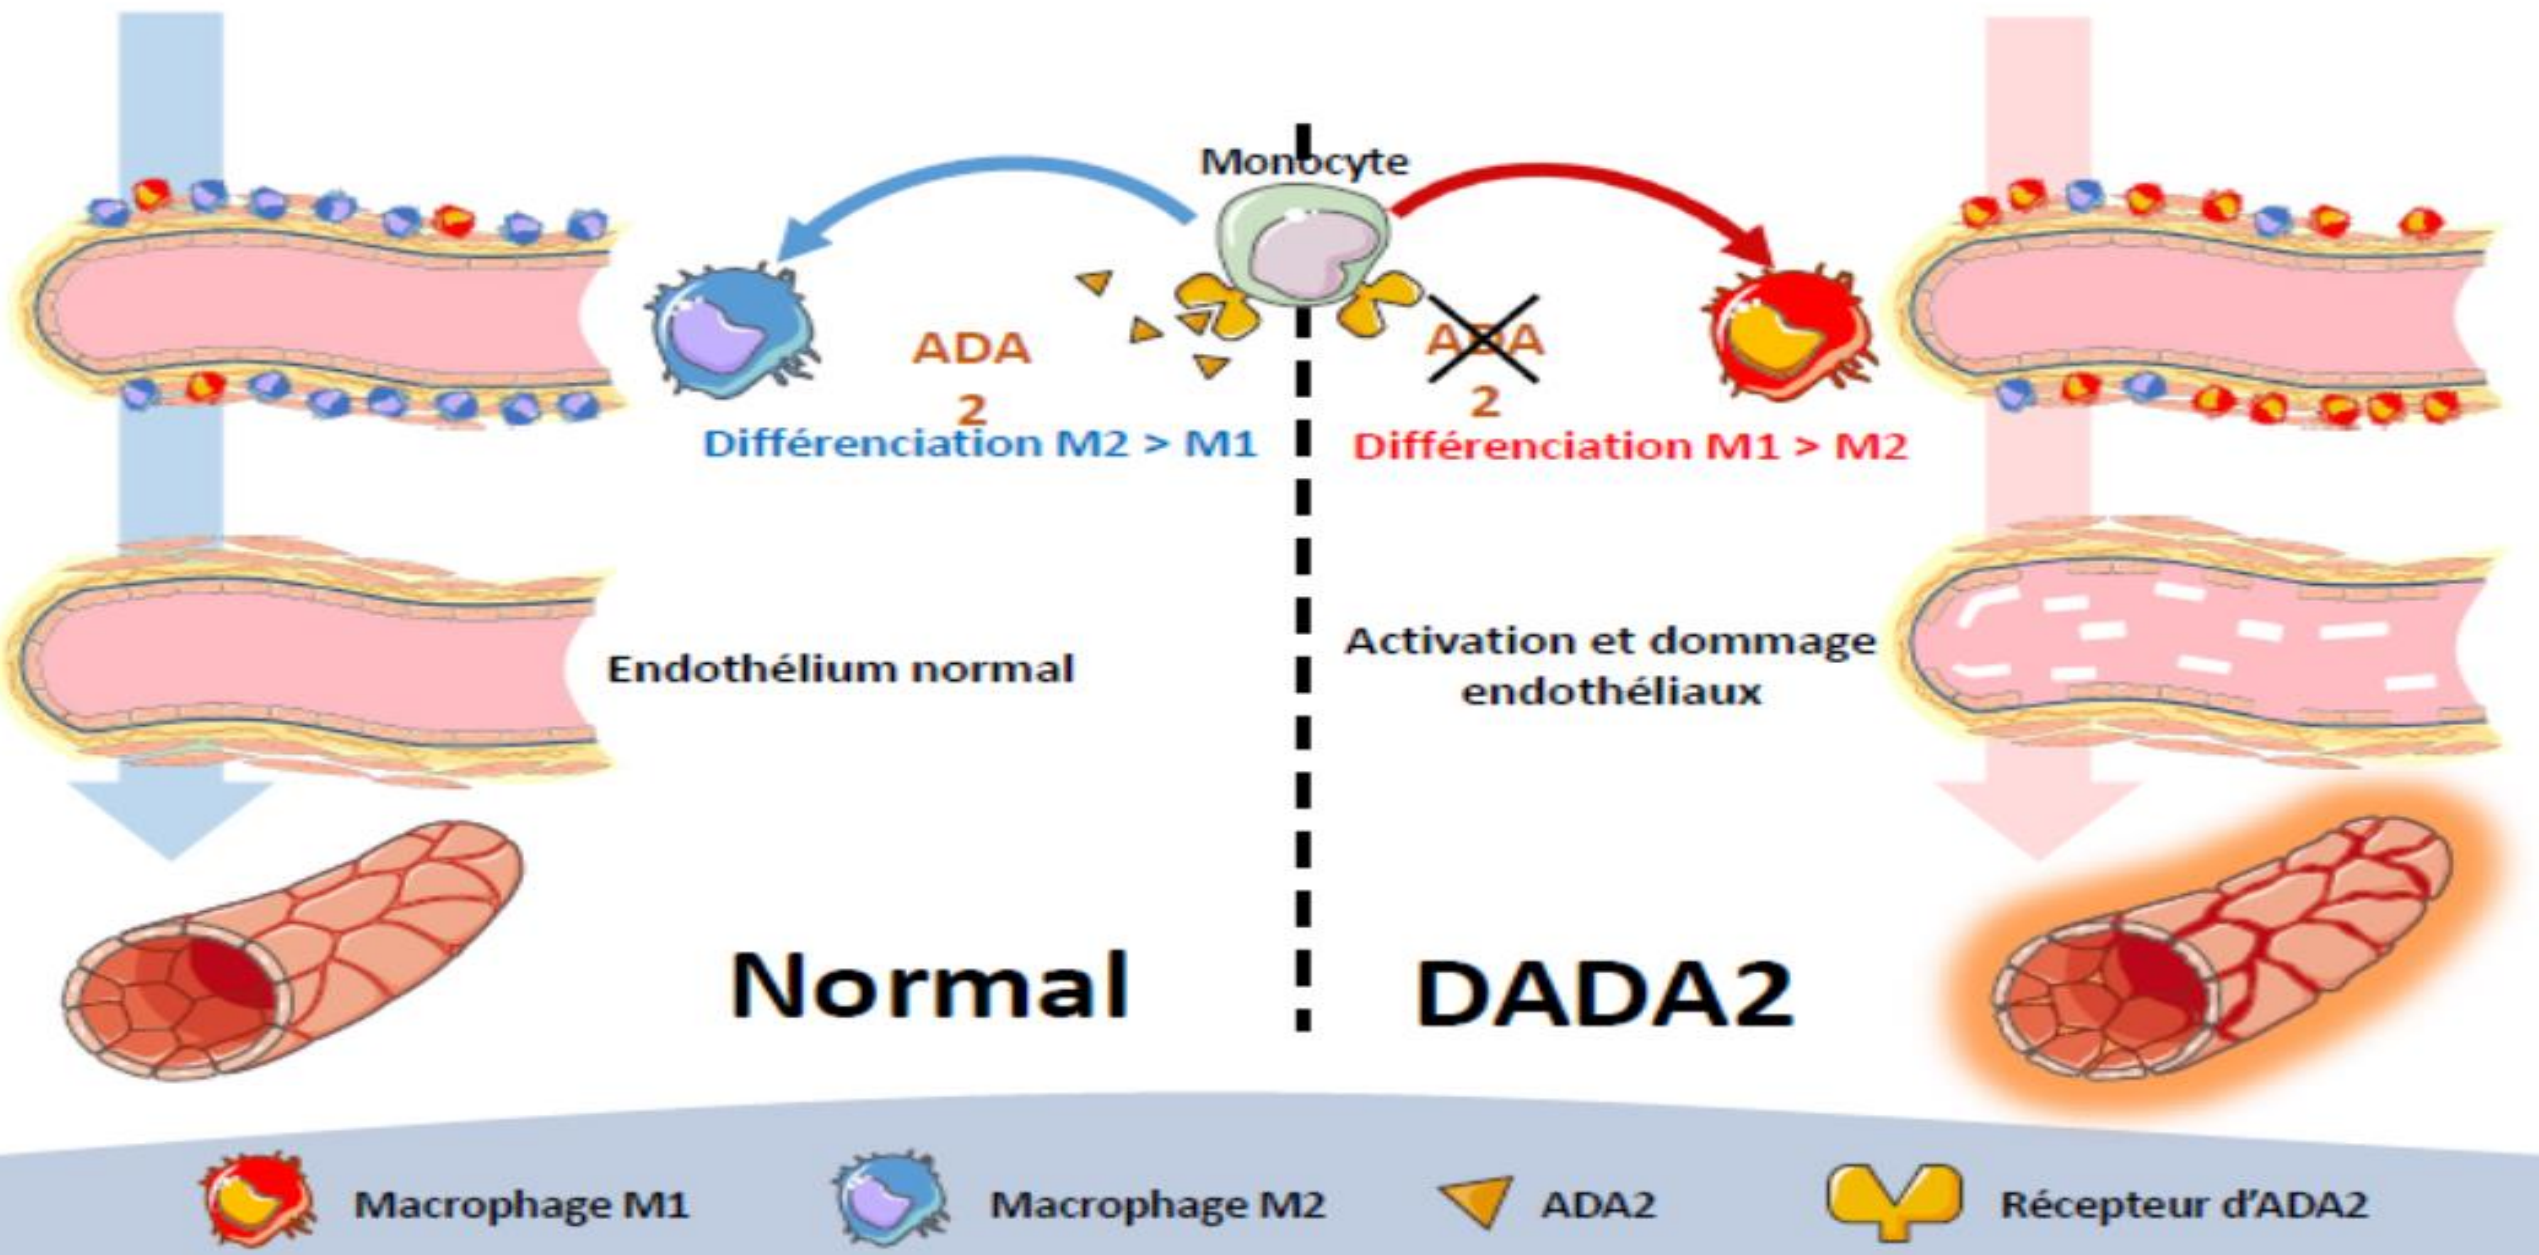 Monocyte
ADA
2
Différenciation M2 > M1
ADA
2
Différenciation M1 > M2
Endothélium normal
Activation et dommage
endothéliaux
Normal
DADA2
Macrophage M1
Macrophage M2
ADA2
Récepteur d’ADA2